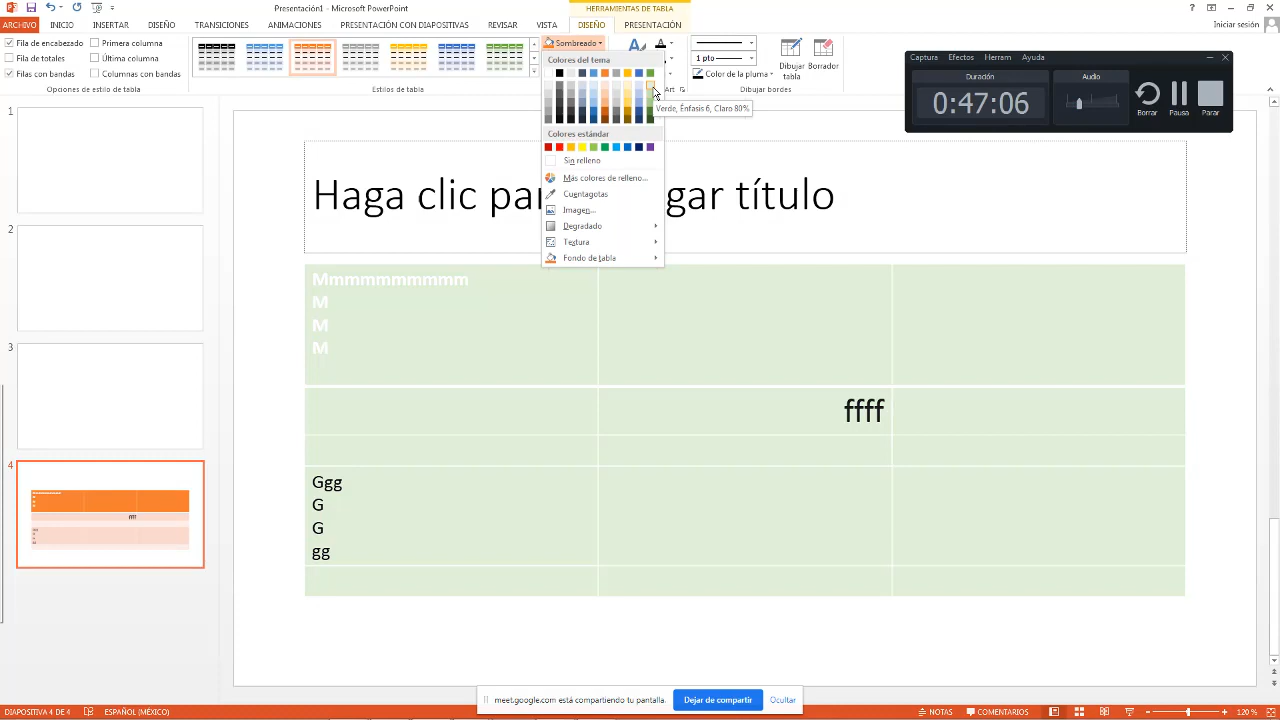 Presentación1 - Microsoft PowerPoint
HERRAMIENTAS DE TABLA
ARCHIVO INICIO INSERTAR DISEÑO TRANSICIONES ANIMACIONES PRESENTACIÓN CON DIAPOSITIVAS REVISAR VISTA DISEÑO PRESENTACIÓN Iniciar sesión
Fila de encabezado Primera columna
Fila de totales Última columna
Filas con bandas Columnas con bandas
Opciones de estilo de tabla
Estilos de tabla
Sombreado
1 pto
Color de la pluma
Dibujar tabla
Borrador
Art
Dibujar bordes
Captura Efectos Herram Ayuda
Duración
0:47:06
Audio
Borrar Pausa Parar
Colores del tema
Verde, Énfasis 6, Claro 80%
Colores estándar
Sin relleno
Más colores de relleno...
Cuentagotas
Imagen...
Degradado
Textura
Fondo de tabla
1
2
3
4
Haga clic par gar título
Mmmmmmmmmm
M
M
M
ffff
Ggg
G
G
gg
meet.google.com está compartiendo tu pantalla. Dejar de compartir Ocultar
DIAPOSITIVA 4 DE 4 ESPAÑOL (MÉXICO) NOTAS COMENTARIOS 120 %